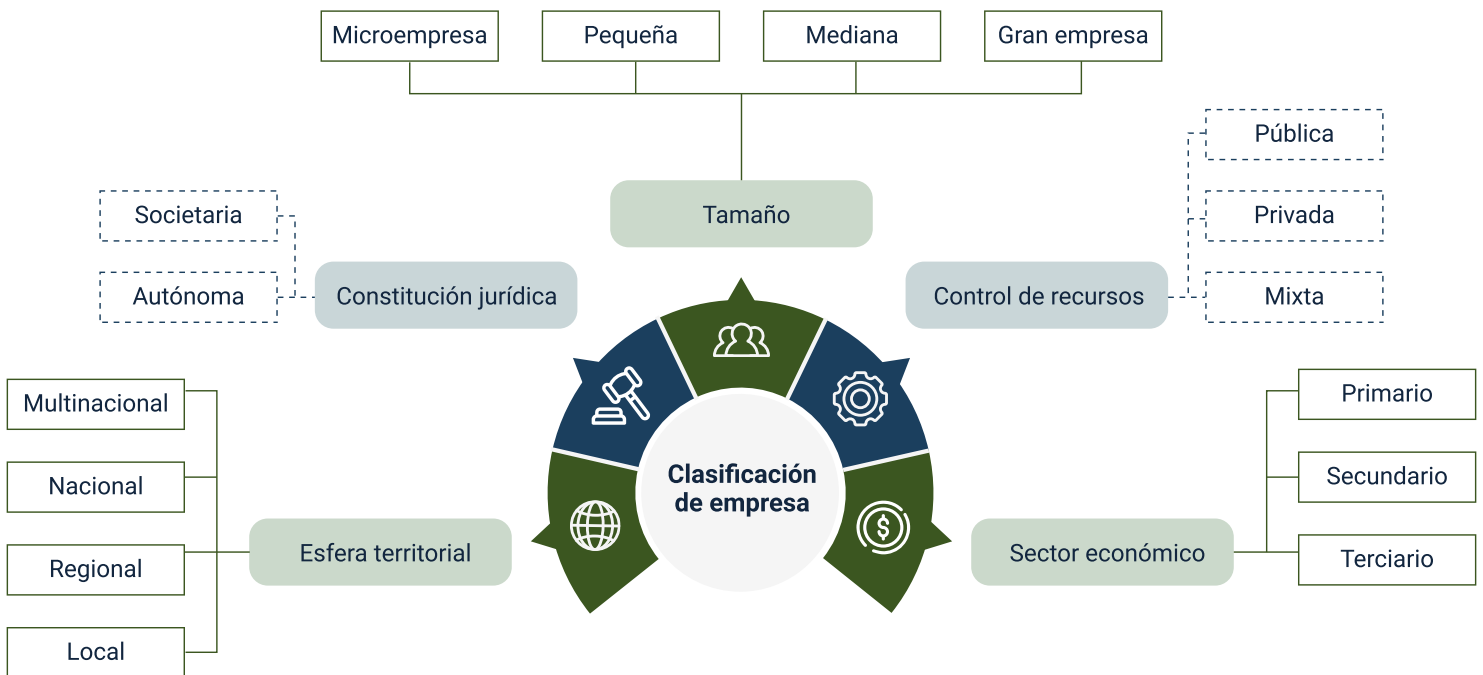 Microempresa
Pequeña
Mediana
Gran empresa
Tamaño
Societaria
Autónoma
Constitución jurídica
Pública
Privada
Mixta
Control de recursos
Multinacional
Nacional
Regional
Local
Esfera territorial
Clasificación
de empresa
Primario
Secundario
Terciario
Sector económico
$